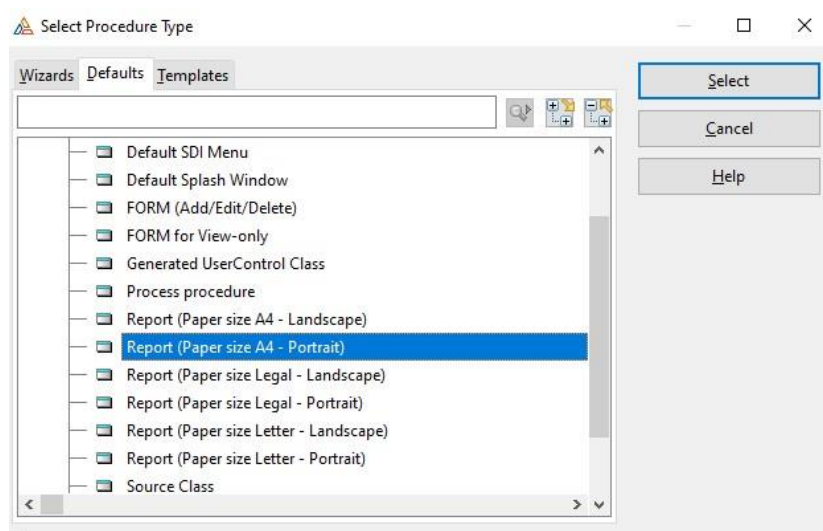 Select Procedure Type
Wizards Defaults Templates
Select
Cancel
Help
Default SDI Menu
Default Splash Window
FORM (Add/Edit/Delete)
FORM for View-only
Generated UserControl Class
Process procedure
Report (Paper size A4 - Landscape)
Report (Paper size A4 - Portrait)
Report (Paper size Legal - Landscape)
Report (Paper size Legal - Portrait)
Report (Paper size Letter - Landscape)
Report (Paper size Letter - Portrait)
Source Class